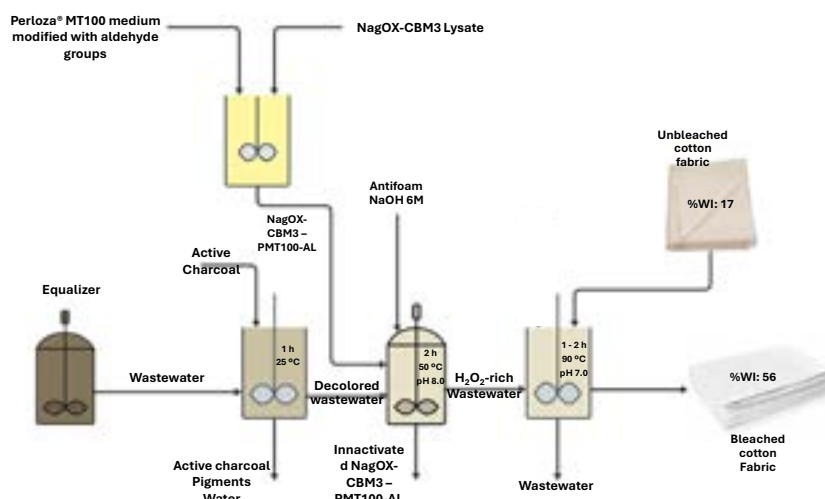 Perloza® MT100 medium
modified with aldehyde
groups
NagOX-CBM3 Lysate
Unbleached
cotton
fabric
%WI: 17
Antifoam
NaOH 6M
NagOX-
CBM3 –
PMT100-AL
Active
Charcoal
Equalizer
1 h
25 ºC
2 h
50 ºC
pH 8.0
1 - 2 h
90 ºC
pH 7.0
Wastewater
Decolored
wastewater
H₂O₂-rich
Wastewater
%WI: 56
Bleached
cotton
Fabric
Active charcoal
Pigments
Water
Innactivate
d NagOX-
CBM3 –
PMT100-AL
Wastewater